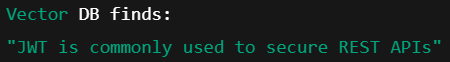 Vector DB finds:
"JWT is commonly used to secure REST APIs"